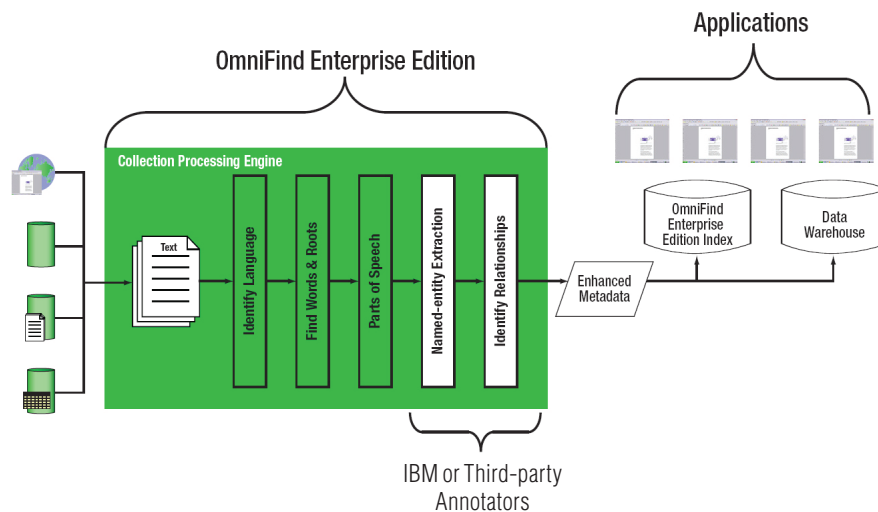 Applications
OmniFind Enterprise Edition
Collection Processing Engine
Text
Identify Language
Find Words & Roots
Parts of Speech
Named-entity Extraction
Identify Relationships
Enhanced
Metadata
OmniFind
Enterprise
Edition Index
Data
Warehouse
IBM or Third-party
Annotators